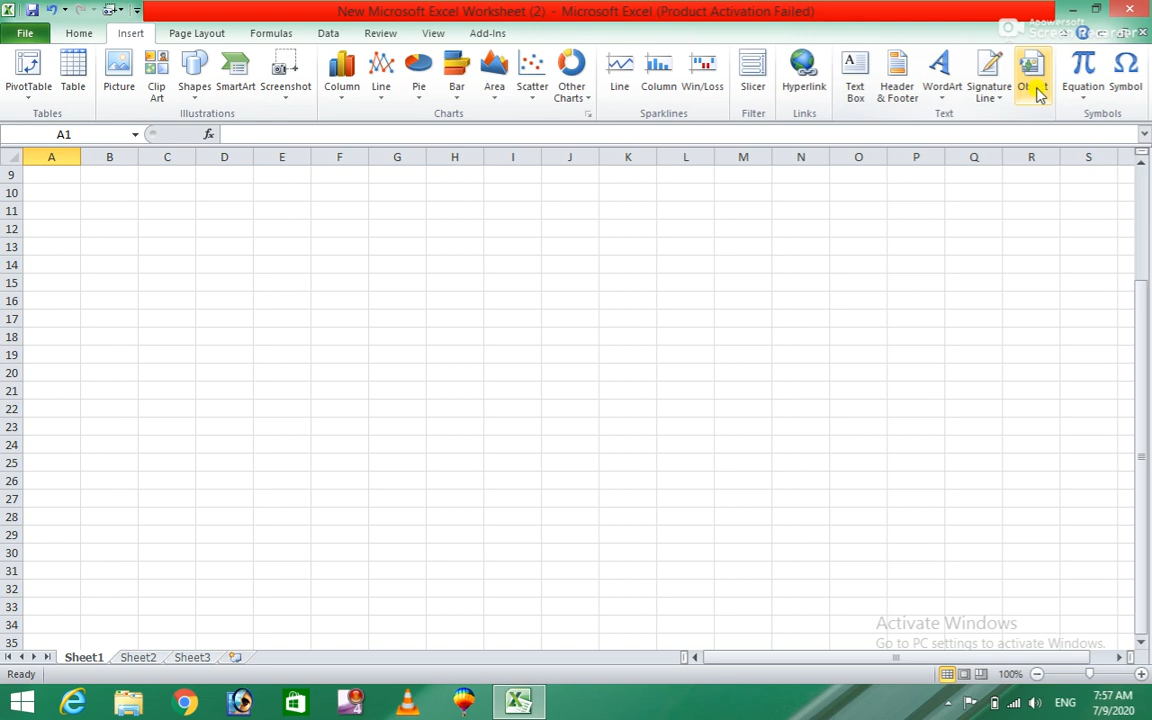 New Microsoft Excel Worksheet (2) - Microsoft Excel (Product Activation Failed)
Apowersoft
Screen Recorder
File Home Insert Page Layout Formulas Data Review View Add-Ins
PivotTable Table Picture Clip Art Shapes SmartArt Screenshot Column Line Pie Bar Area Scatter Other Charts Line Column Win/Loss Slicer Hyperlink Text Box Header & Footer WordArt Signature Line Equation Symbol
Tables Illustrations Charts Sparklines Filter Links Text Symbols
A1 fx
A B C D E F G H I J K L M N O P Q R S
9
10
11
12
13
14
15
16
17
18
19
20
21
22
23
24
25
26
27
28
29
30
31
32
33
34
35
Activate Windows
Go to PC settings to activate Windows.
Sheet1 Sheet2 Sheet3
Ready 100%
ENG 7:57 AM
7/9/2020